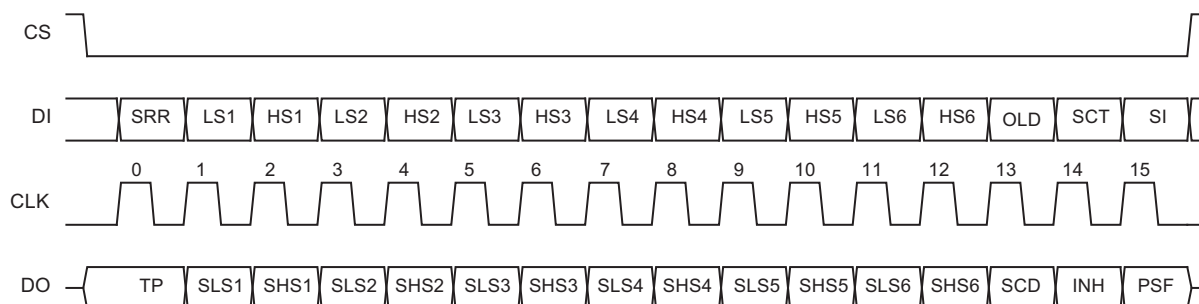 CS
DI SRR LS1 HS1 LS2 HS2 LS3 HS3 LS4 HS4 LS5 HS5 LS6 HS6 OLD SCT SI
0 1 2 3 4 5 6 7 8 9 10 11 12 13 14 15
CLK
DO TP SLS1 SHS1 SLS2 SHS2 SLS3 SHS3 SLS4 SHS4 SLS5 SHS5 SLS6 SHS6 SCD INH PSF